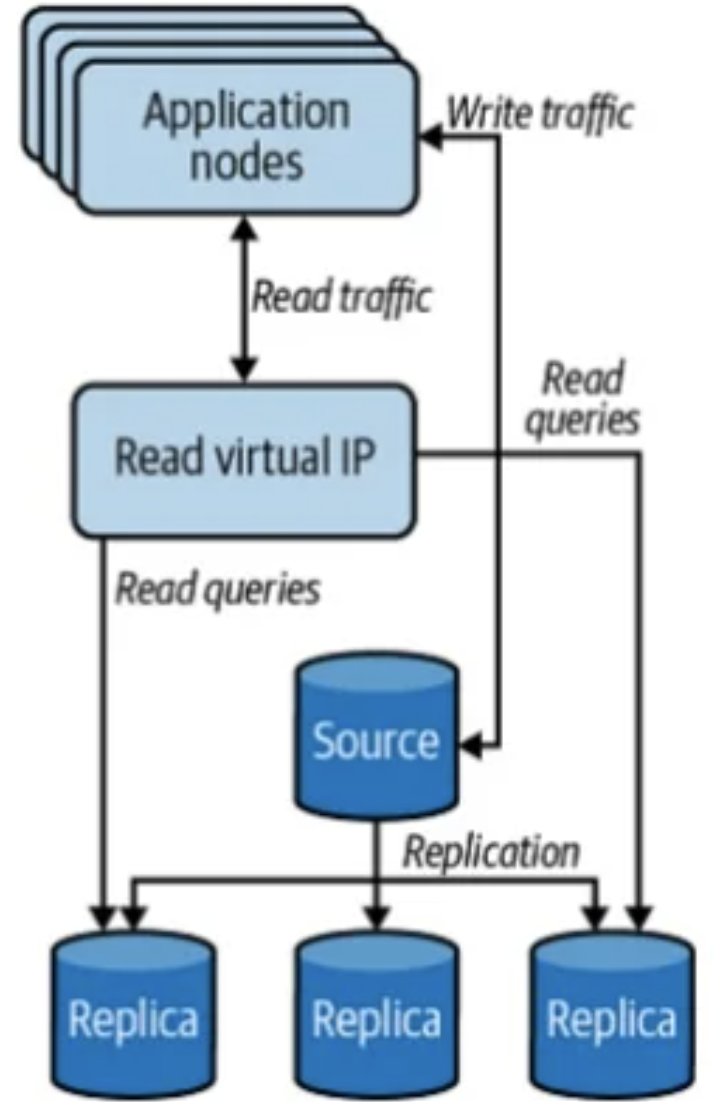 Application
nodes
Write traffic
Read traffic
Read
queries
Read virtual IP
Read queries
Source
Replication
Replica
Replica
Replica